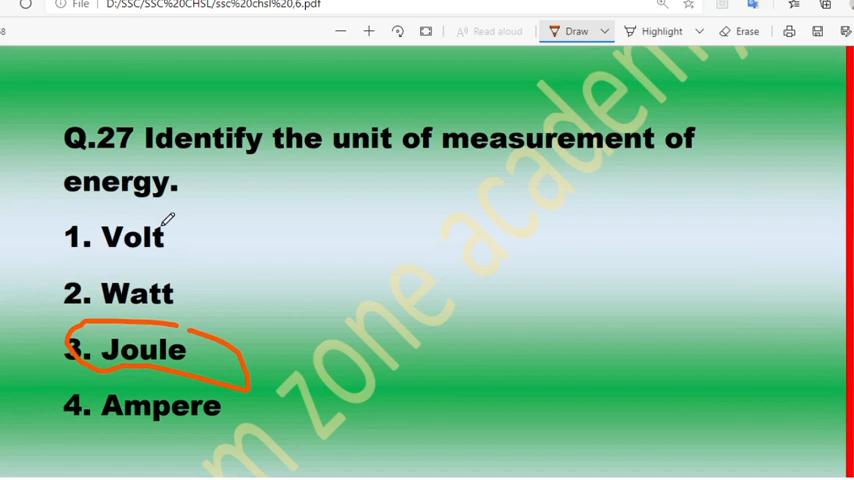 File D:/SSC/SSC%20CHSL/ssc%20chsl%20,6.pdf
Read aloud Draw Highlight Erase
Q.27 Identify the unit of measurement of
energy.
1. Volt
2. Watt
3. Joule
4. Ampere
m zone academy